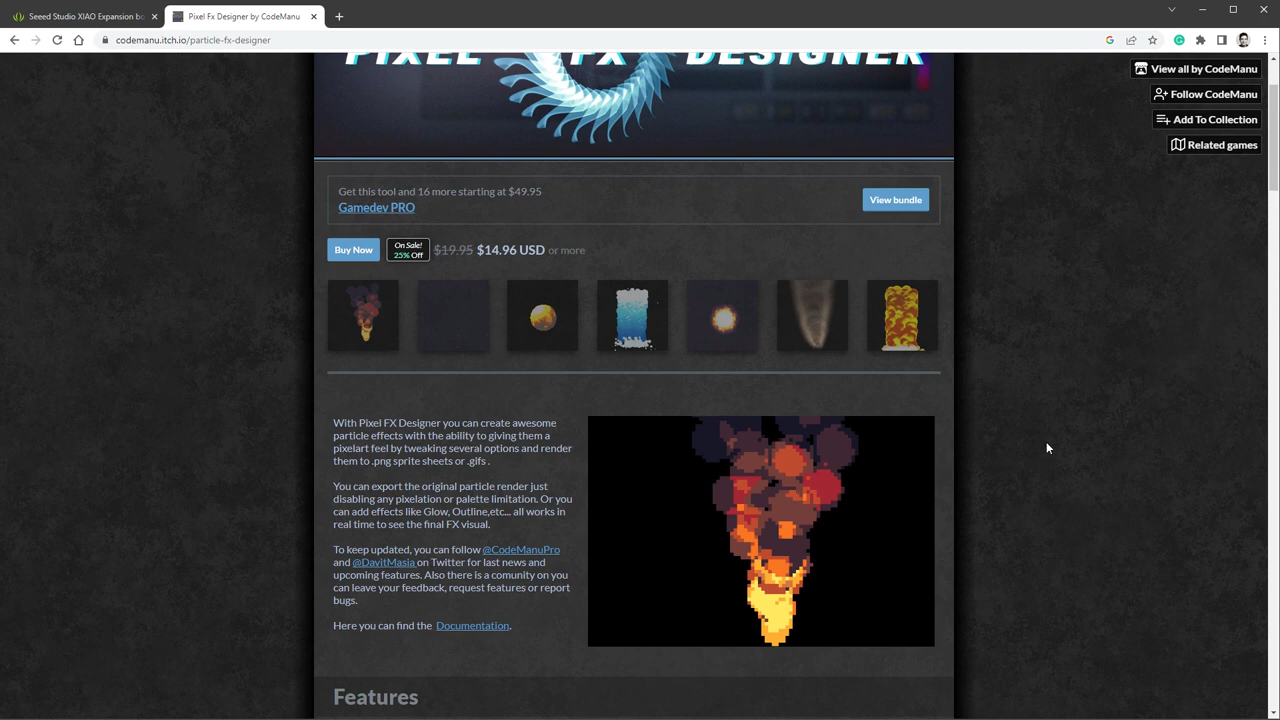 Seeed Studio XIAO Expansion bo
Pixel Fx Designer by CodeManu
codemanu.itch.io/particle-fx-designer
PIXEL FX DESIGNER
View all by CodeManu
Follow CodeManu
Add To Collection
Related games
Get this tool and 16 more starting at $49.95
Gamedev PRO
View bundle
Buy Now
On Sale!
25% Off
$19.95 $14.96 USD or more
With Pixel FX Designer you can create awesome
particle effects with the ability to giving them a
pixelart feel by tweaking several options and render
them to .png sprite sheets or .gifs .
You can export the original particle render just
disabling any pixelation or palette limitation. Or you
can add effects like Glow, Outline,etc... all works in
real time to see the final FX visual.
To keep updated, you can follow @CodeManuPro
and @DavitMasia on Twitter for last news and
upcoming features. Also there is a comunity on you
can leave your feedback, request features or report
bugs.
Here you can find the Documentation.
Features